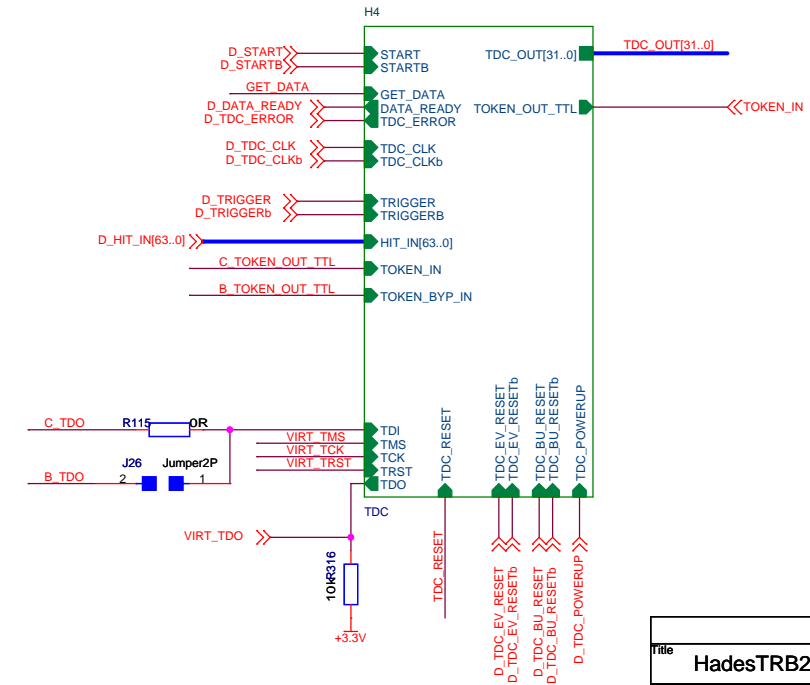 H4
D_START
START
TDC_OUT[31..0]
TDC_OUT[31..0]
D_STARTB
STARTB
GET_DATA
GET_DATA
D_DATA_READY
DATA_READY
TOKEN_OUT_TTL
TOKEN_IN
D_TDC_ERROR
TDC_ERROR
D_TDC_CLK
TDC_CLK
D_TDC_CLKb
TDC_CLKb
D_TRIGGER
TRIGGER
D_TRIGGERb
TRIGGERB
D_HIT_IN[63..0]
HIT_IN[63..0]
C_TOKEN_OUT_TTL
TOKEN_IN
B_TOKEN_OUT_TTL
TOKEN_BYP_IN
TDC_RESET
TDC_EV_RESET
TDC_EV_RESETb
TDC_BU_RESET
TDC_BU_RESETb
TDC_POWERUP
C_TDO
R115
0R
TDI
VIRT_TMS
TMS
VIRT_TCK
TCK
VIRT_TRST
TRST
J26
Jumper2P
B_TDO
2
1
TDO
TDC
VIRT_TDO
R316
10k
+3.3V
TDC_RESET
D_TDC_EV_RESET
D_TDC_EV_RESETb
D_TDC_BU_RESET
D_TDC_BU_RESETb
D_TDC_POWERUP
Title
HadesTRB2